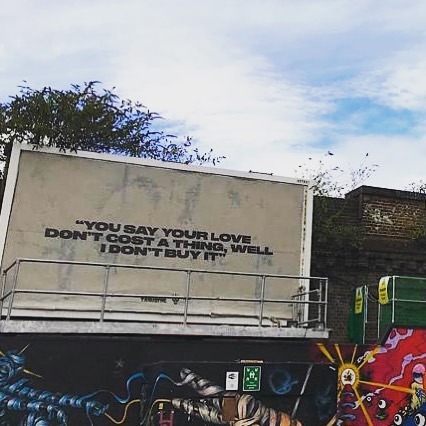 "YOU SAY YOUR LOVE
DON'T COST A THING, WELL
I DON'T BUY IT"